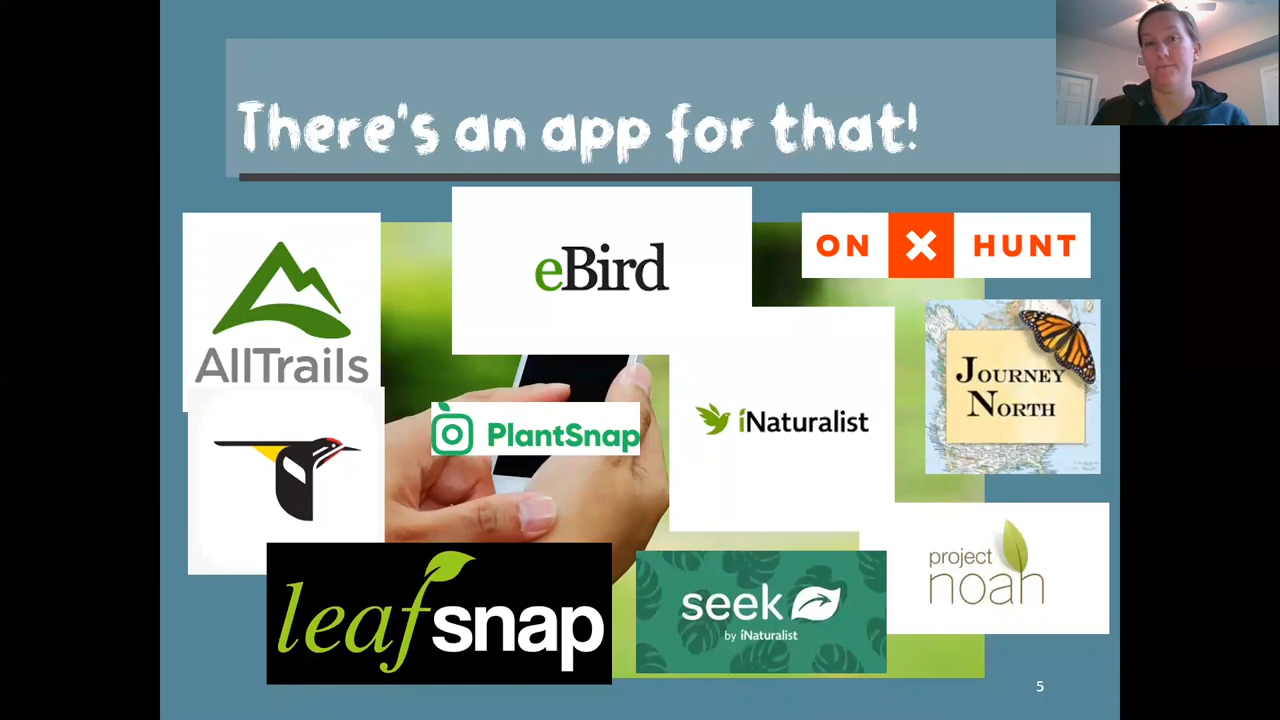 There's an app for that!
AllTrails
eBird
ON X HUNT
JOURNEY
NORTH
PlantSnap
iNaturalist
leafsnap
seek
by iNaturalist
project
noah
5